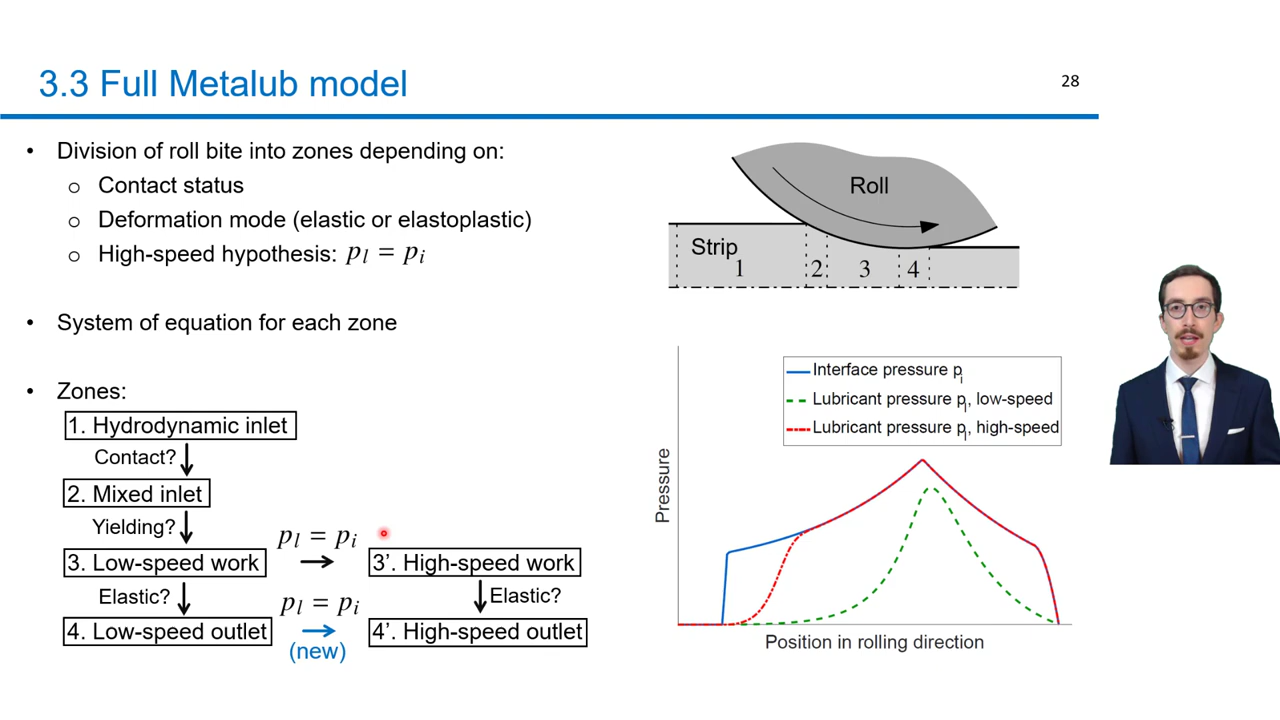 3.3 Full Metalub model
28
• Division of roll bite into zones depending on:
o Contact status
o Deformation mode (elastic or elastoplastic)
o High-speed hypothesis: p_l = p_i
• System of equation for each zone
• Zones:
1. Hydrodynamic inlet
Contact?
2. Mixed inlet
Yielding?
p_l = p_i
3. Low-speed work
3’. High-speed work
Elastic?
p_l = p_i
Elastic?
4. Low-speed outlet
4’. High-speed outlet
(new)
Roll
Strip
1 2 3 4
Interface pressure p_i
Lubricant pressure p_l, low-speed
Lubricant pressure p_l, high-speed
Pressure
Position in rolling direction